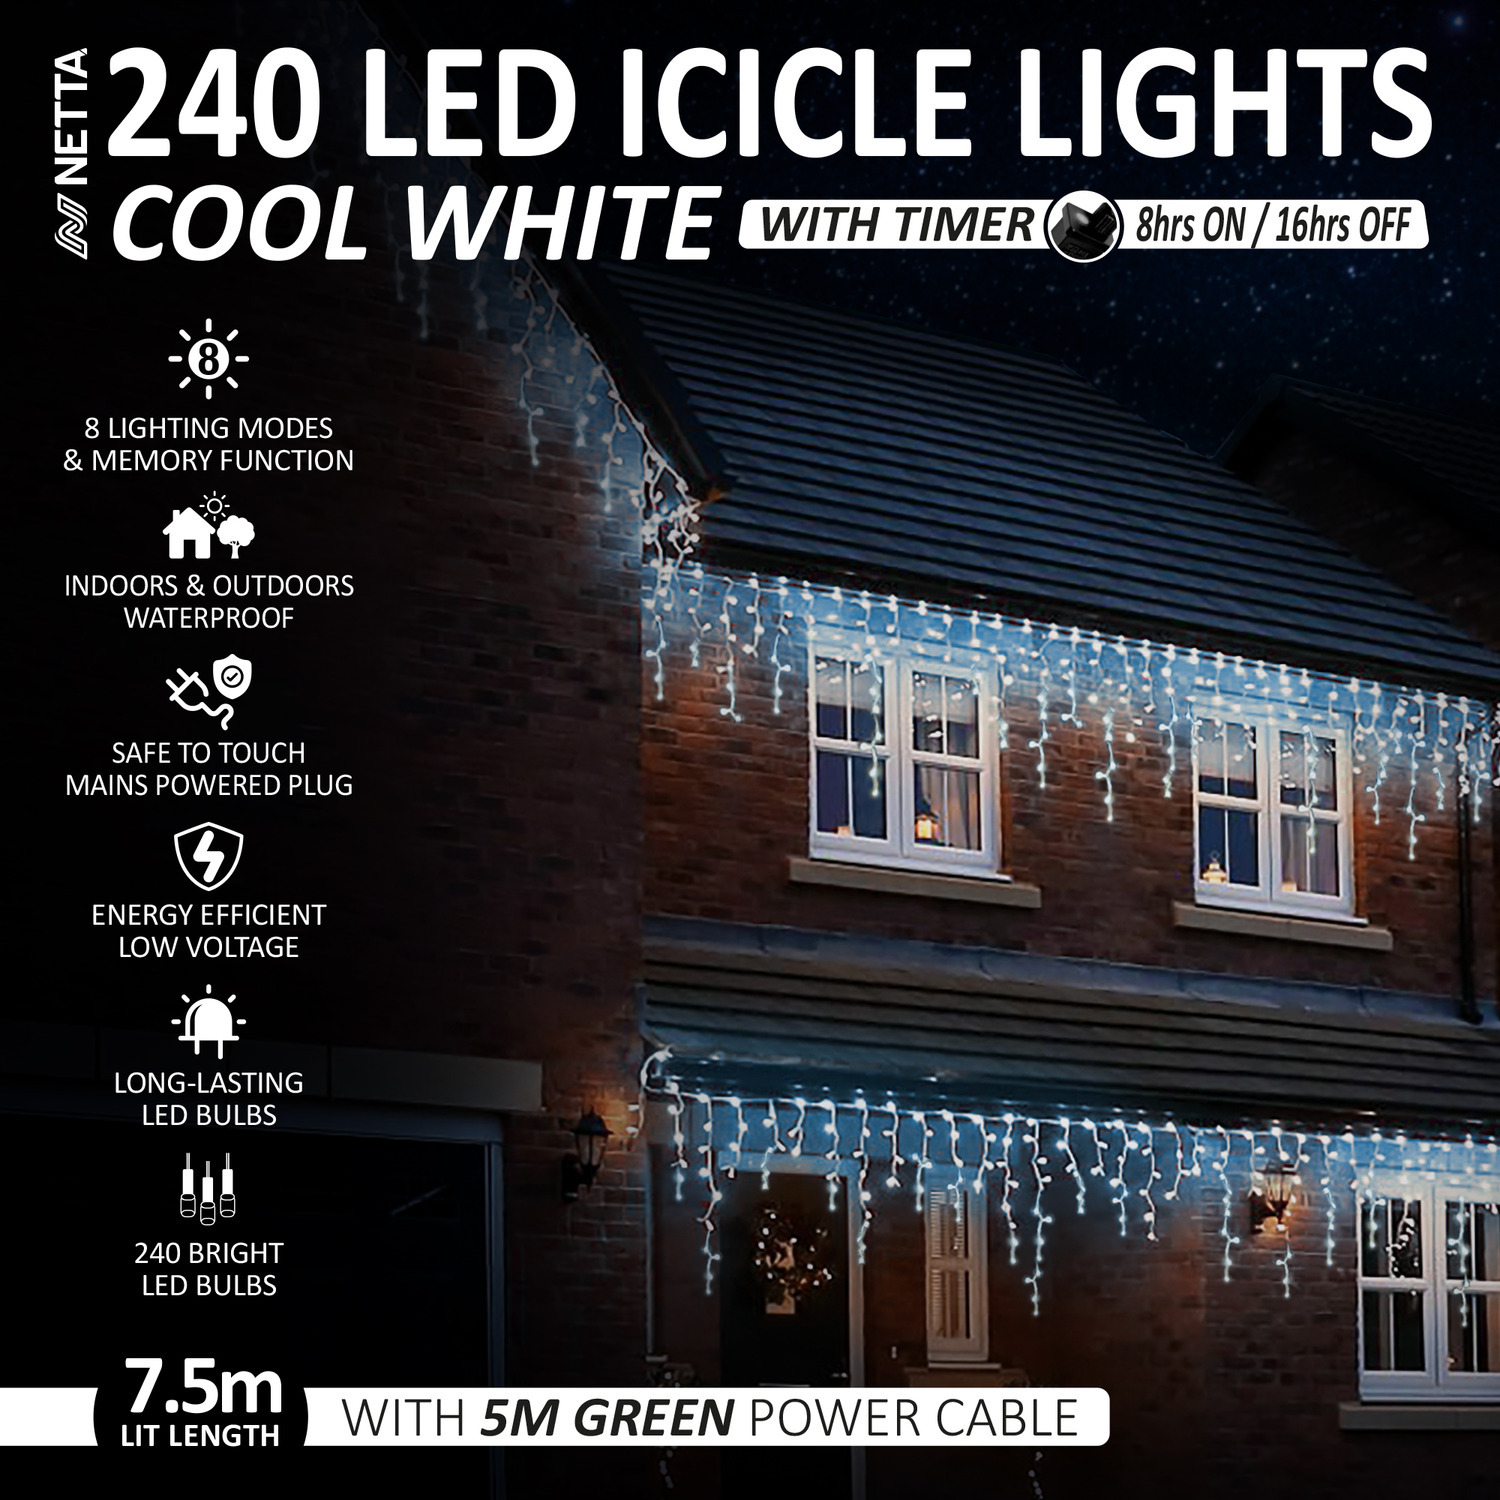 NETTA
240 LED ICICLE LIGHTS
COOL WHITE
WITH TIMER 8hrs ON / 16hrs OFF
8
8 LIGHTING MODES
& MEMORY FUNCTION
INDOORS & OUTDOORS
WATERPROOF
SAFE TO TOUCH
MAINS POWERED PLUG
ENERGY EFFICIENT
LOW VOLTAGE
LONG-LASTING
LED BULBS
240 BRIGHT
LED BULBS
7.5m
LIT LENGTH
WITH 5M GREEN POWER CABLE